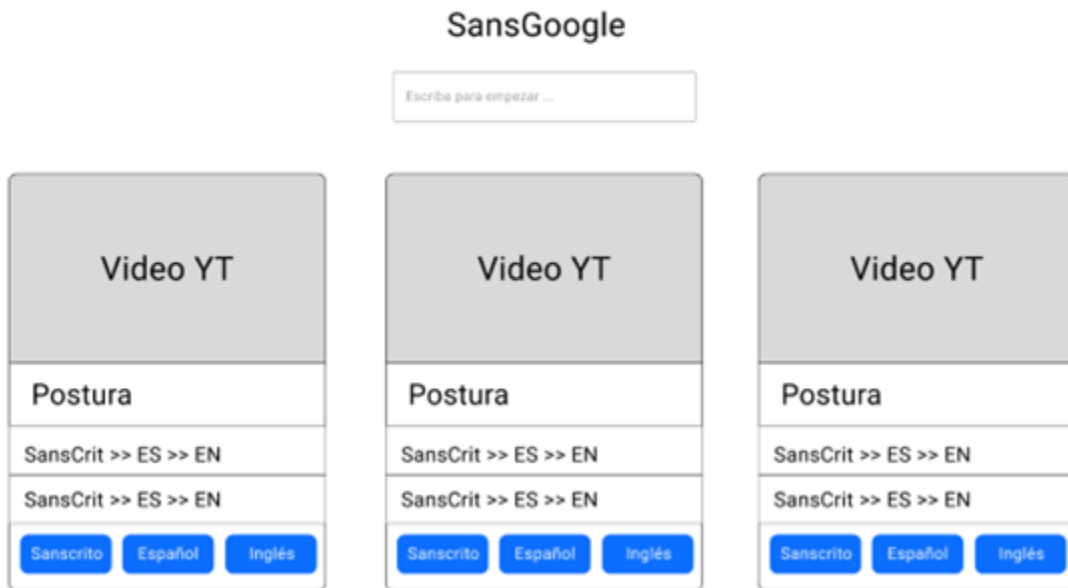 SansGoogle
Escriba para empezar ...
Video YT
Postura
SansCrit >> ES >> EN
SansCrit >> ES >> EN
Sanscrito Español Inglés
Video YT
Postura
SansCrit >> ES >> EN
SansCrit >> ES >> EN
Sanscrito Español Inglés
Video YT
Postura
SansCrit >> ES >> EN
SansCrit >> ES >> EN
Sanscrito Español Inglés